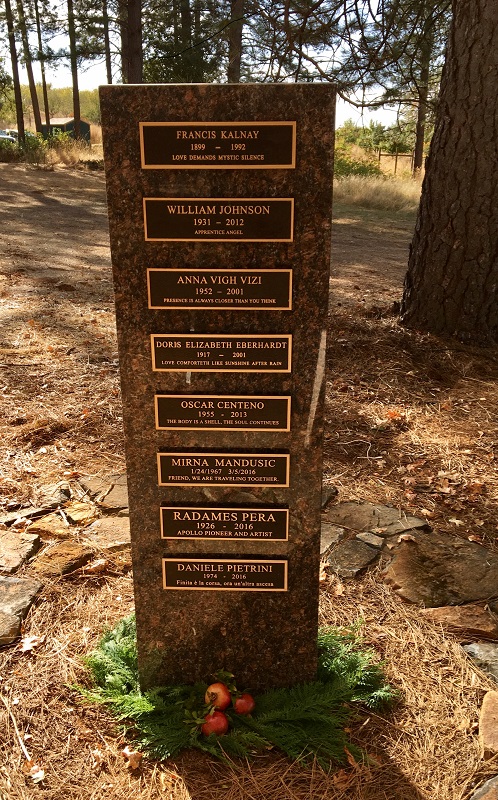 FRANCIS KALNAY
1899 – 1992
LOVE DEMANDS MYSTIC SILENCE
WILLIAM JOHNSON
1931 – 2012
APPRENTICE ANGEL
ANNA VIGH VIZI
1952 – 2001
PRESENCE IS ALWAYS CLOSER THAN YOU THINK
DORIS ELIZABETH EBERHARDT
1917 – 2001
LOVE COMFORTETH LIKE SUNSHINE AFTER RAIN
OSCAR CENTENO
1955 – 2013
THE BODY IS A SHELL, THE SOUL CONTINUES
MIRNA MANDUSIC
1/24/1967 3/5/2016
FRIEND, WE ARE TRAVELING TOGETHER.
RADAMES PERA
1926 – 2016
APOLLO PIONEER AND ARTIST
DANIELE PIETRINI
1974 – 2016
Finita è la corsa, ora un'altra ascesa